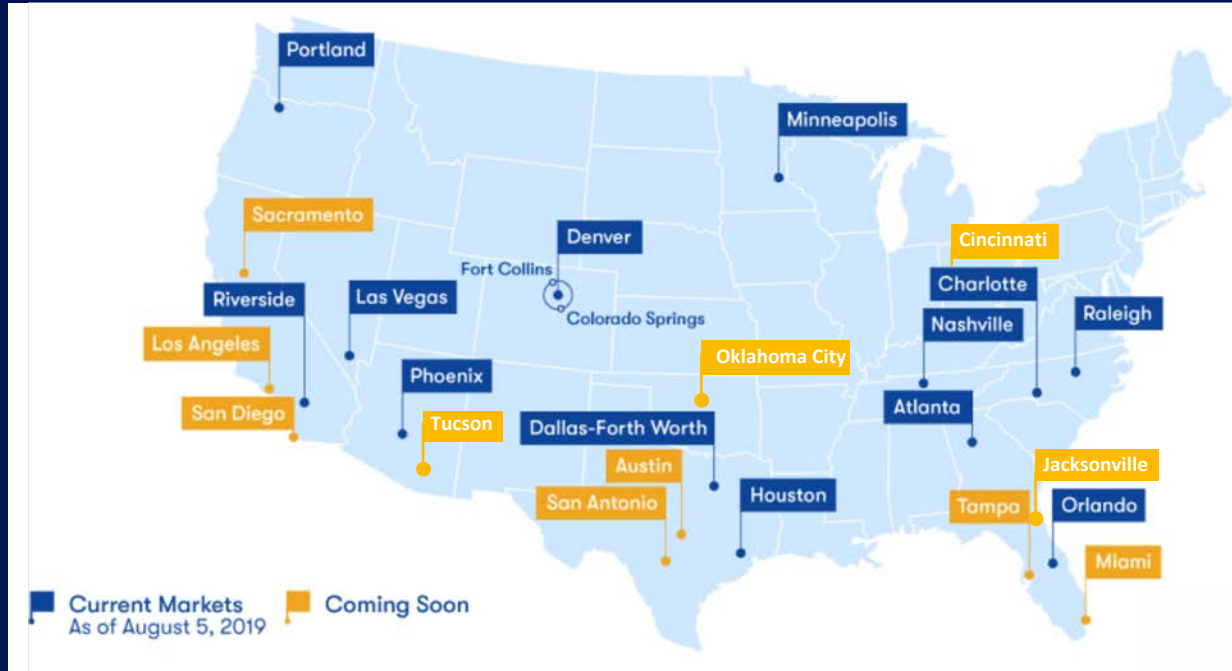 Portland
Minneapolis
Sacramento
Denver
Cincinnati
Fort Collins
Charlotte
Riverside
Las Vegas
Raleigh
Colorado Springs
Nashville
Los Angeles
Oklahoma City
Phoenix
Atlanta
San Diego
Tucson
Dallas-Forth Worth
Austin
Jacksonville
San Antonio
Houston
Tampa
Orlando
Miami
Current Markets
As of August 5, 2019
Coming Soon